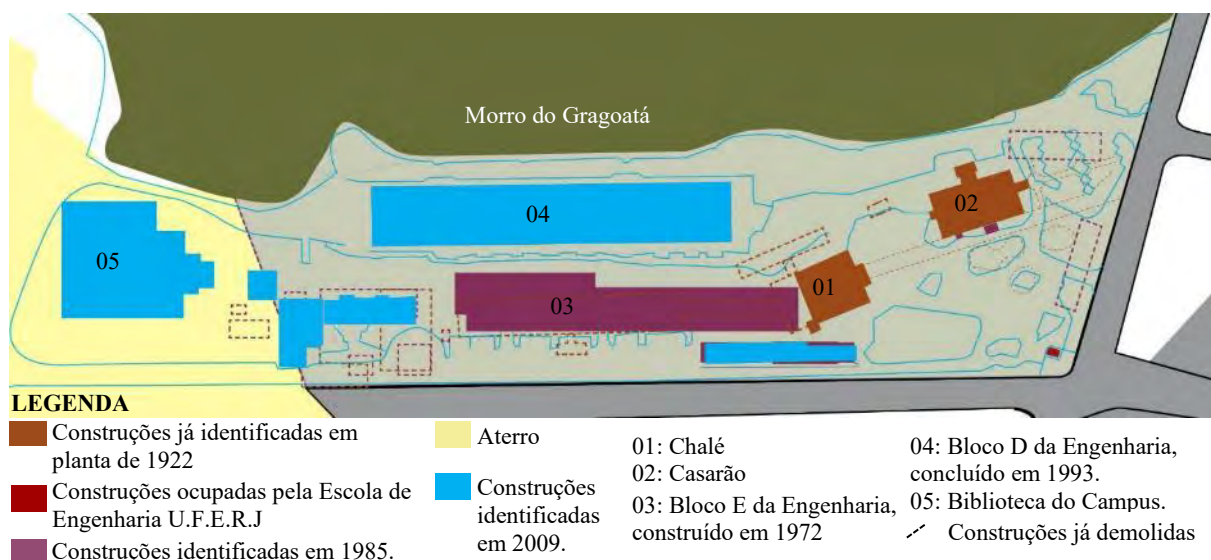 Morro do Gragoatá
04
02
05
01
03
LEGENDA
Construções já identificadas em
planta de 1922
Construções ocupadas pela Escola de
Engenharia U.F.E.R.J
Construções identificadas em 1985.
Aterro
Construções
identificadas
em 2009.
01: Chalé
02: Casarão
03: Bloco E da Engenharia,
construído em 1972
04: Bloco D da Engenharia,
concluído em 1993.
05: Biblioteca do Campus.
Construções já demolidas